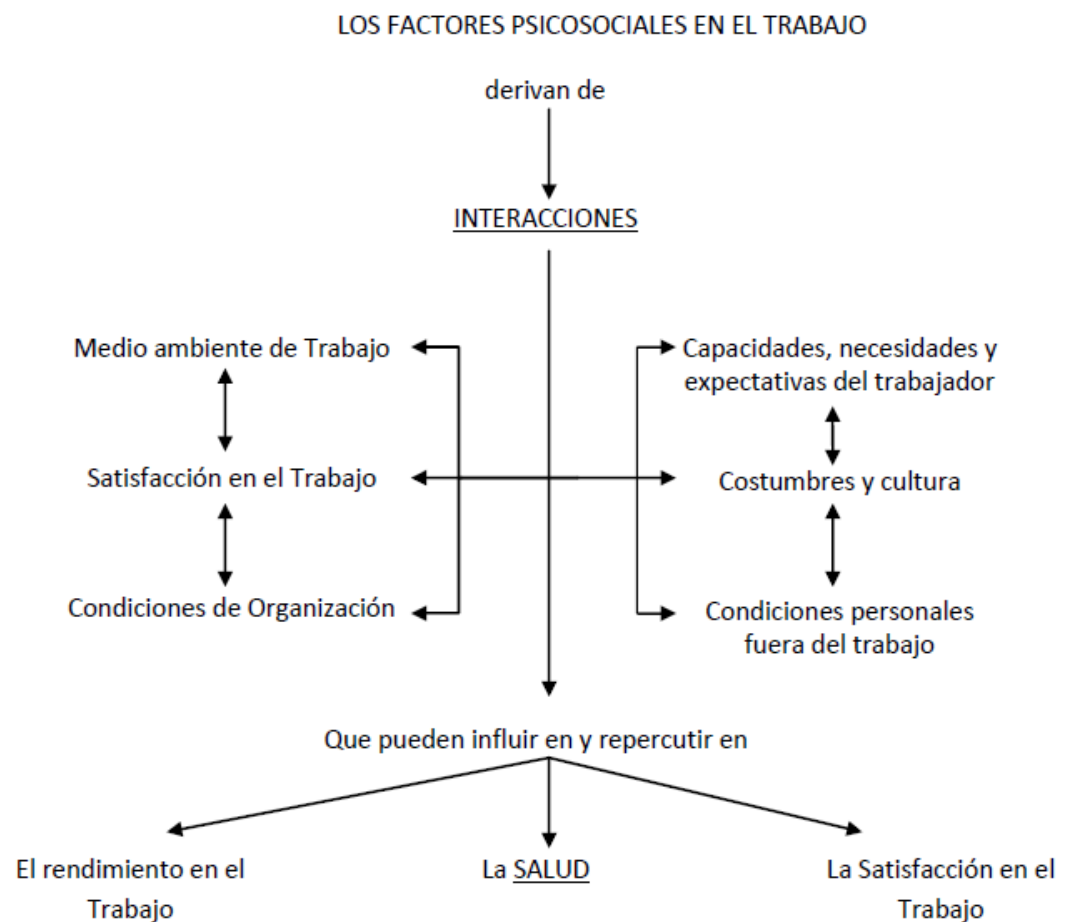 LOS FACTORES PSICOSOCIALES EN EL TRABAJO
derivan de
INTERACCIONES
Medio ambiente de Trabajo
Capacidades, necesidades y
expectativas del trabajador
Satisfacción en el Trabajo
Costumbres y cultura
Condiciones de Organización
Condiciones personales
fuera del trabajo
Que pueden influir en y repercutir en
El rendimiento en el
Trabajo
La SALUD
La Satisfacción en el
Trabajo